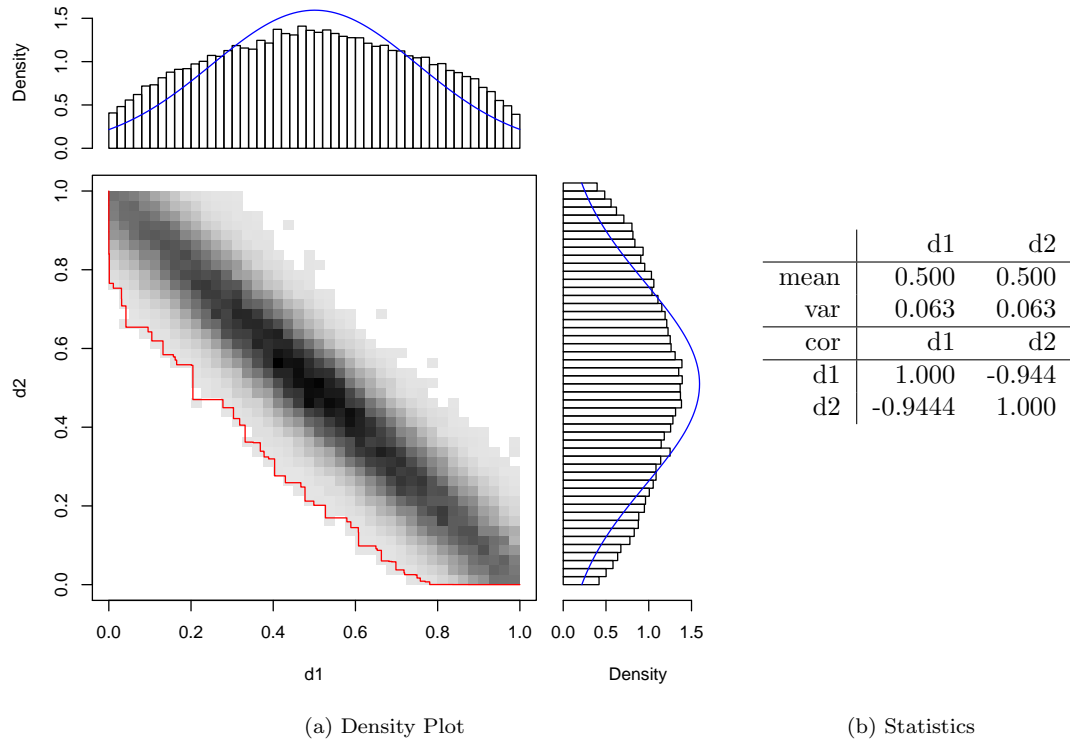 Density
0.0 0.5 1.0 1.5
d2
0.0 0.2 0.4 0.6 0.8 1.0
0.0 0.2 0.4 0.6 0.8 1.0
d1
0.0 0.5 1.0 1.5
Density
d1 d2
mean 0.500 0.500
var 0.063 0.063
cor d1 d2
d1 1.000 -0.944
d2 -0.9444 1.000
(a) Density Plot
(b) Statistics